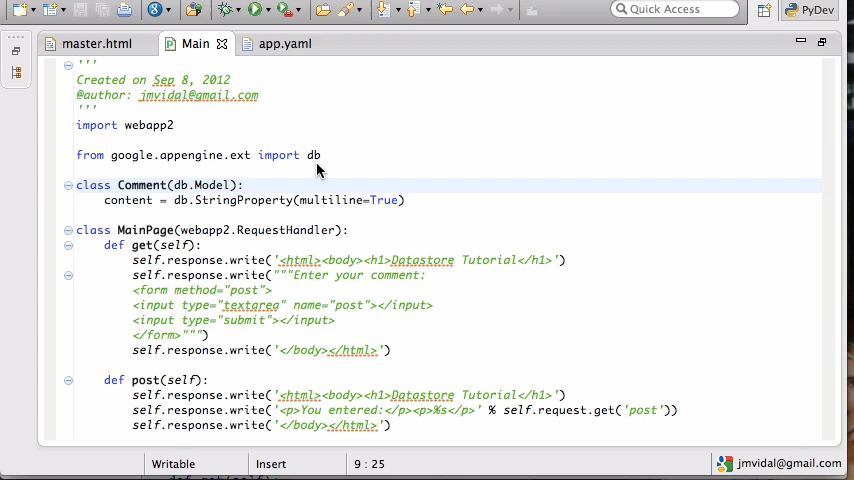 Quick Access
PyDev
master.html
Main
app.yaml
'''
Created on Sep 8, 2012
@author: jmvidal@gmail.com
'''
import webapp2
from google.appengine.ext import db
class Comment(db.Model):
content = db.StringProperty(multiline=True)
class MainPage(webapp2.RequestHandler):
def get(self):
self.response.write('<html><body><h1>Datastore Tutorial</h1>')
self.response.write("""Enter your comment:
<form method="post">
<input type="textarea" name="post"></input>
<input type="submit"></input>
</form>""")
self.response.write('</body></html>')
def post(self):
self.response.write('<html><body><h1>Datastore Tutorial</h1>')
self.response.write('<p>You entered:</p><p>%s</p>' % self.request.get('post'))
self.response.write('</body></html>')
Writable
Insert
9 : 25
jmvidal@gmail.com
def get(self):